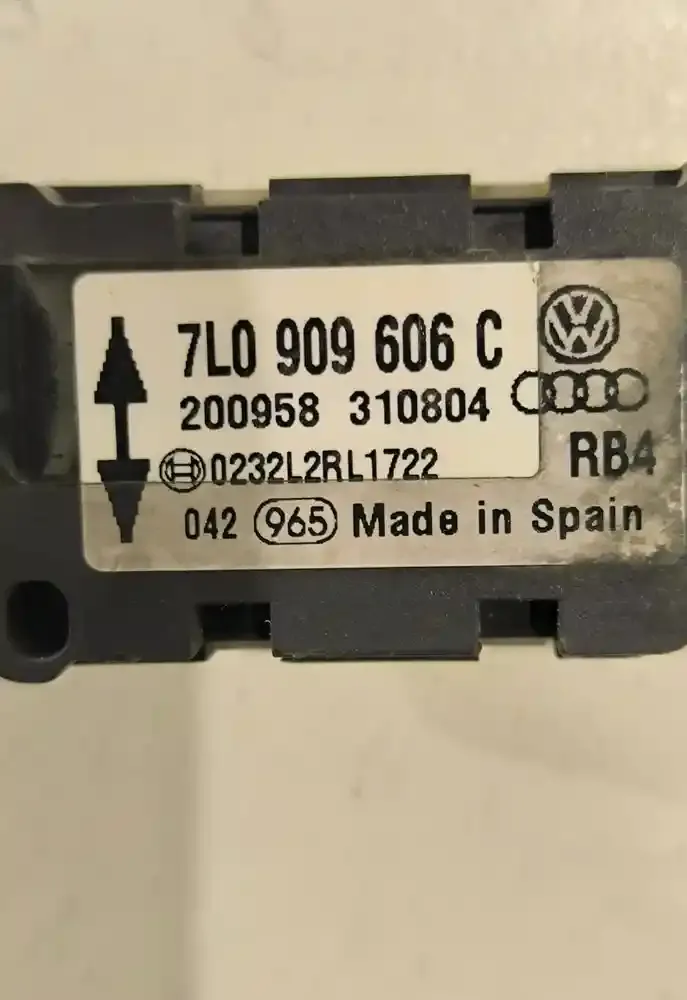 7L0 909 606 C
200958 310804
0232L2RL1722
RB4
042 965 Made in Spain